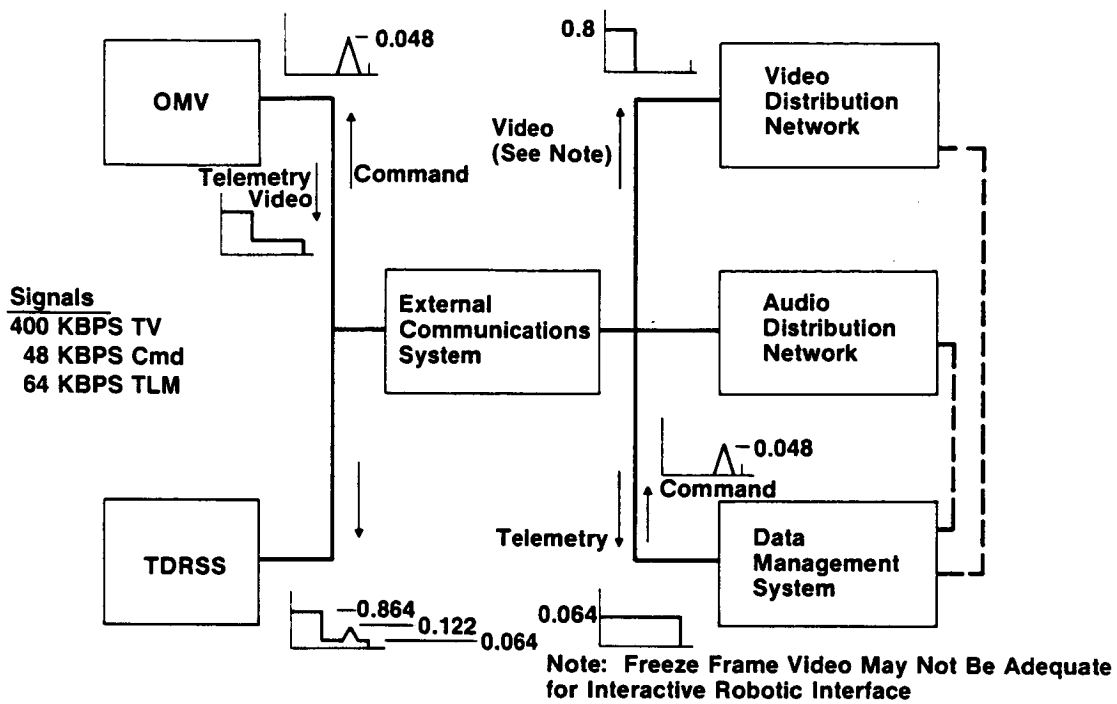 0.048
0.8
OMV
Video
Distribution
Network
Video
(See Note)
Command
Telemetry
Video
Signals
400 KBPS TV
48 KBPS Cmd
64 KBPS TLM
External
Communications
System
Audio
Distribution
Network
0.048
Command
Telemetry
TDRSS
Data
Management
System
0.864
0.122
0.064
0.064
Note: Freeze Frame Video May Not Be Adequate
for Interactive Robotic Interface